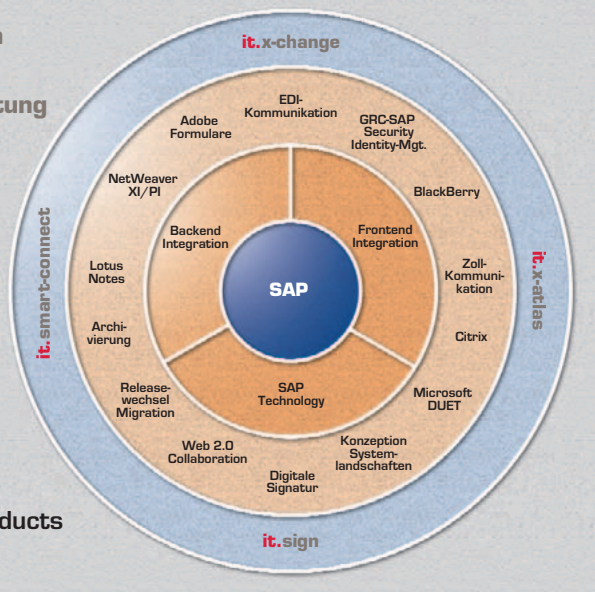 it.x-change
EDI-
Kommunikation
Adobe
Formulare
GRC-SAP
Security
Identity-Mgt.
NetWeaver
XI/PI
BlackBerry
Backend
Integration
Frontend
Integration
it.smart-connect
Lotus
Notes
SAP
Zoll-
Kommuni-
kation
it.x-atlas
Archi-
vierung
Citrix
Release-
wechsel
Migration
SAP
Technology
Microsoft
DUET
Web 2.0
Collaboration
Konzeption
System-
landschaften
Digitale
Signatur
ducts
it.sign